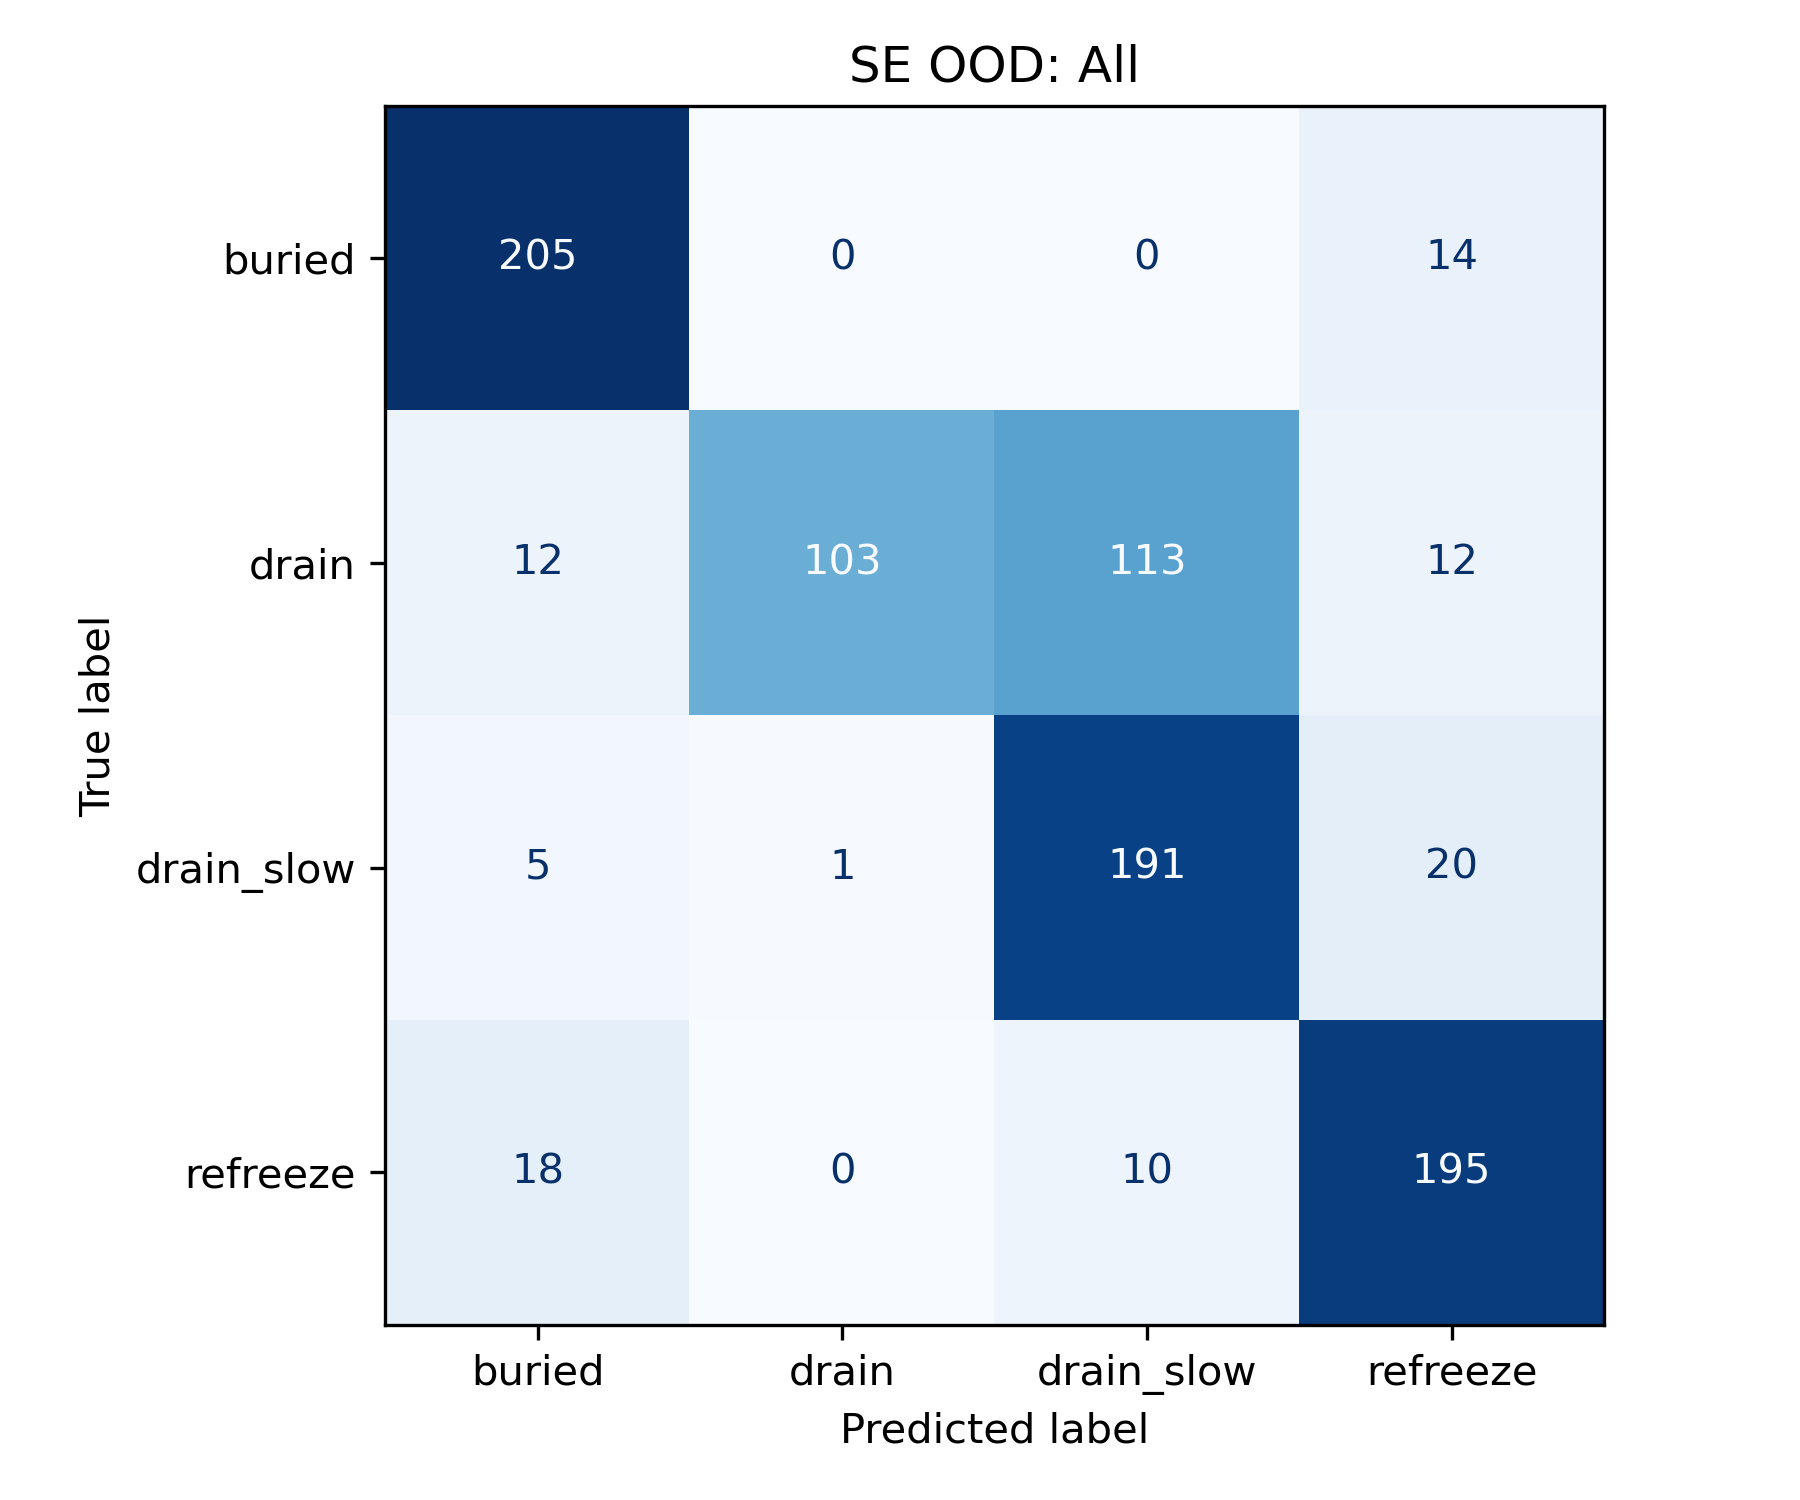 SE OOD: All
buried 205 0 0 14
drain 12 103 113 12
drain_slow 5 1 191 20
refreeze 18 0 10 195
True label
buried drain drain_slow refreeze
Predicted label